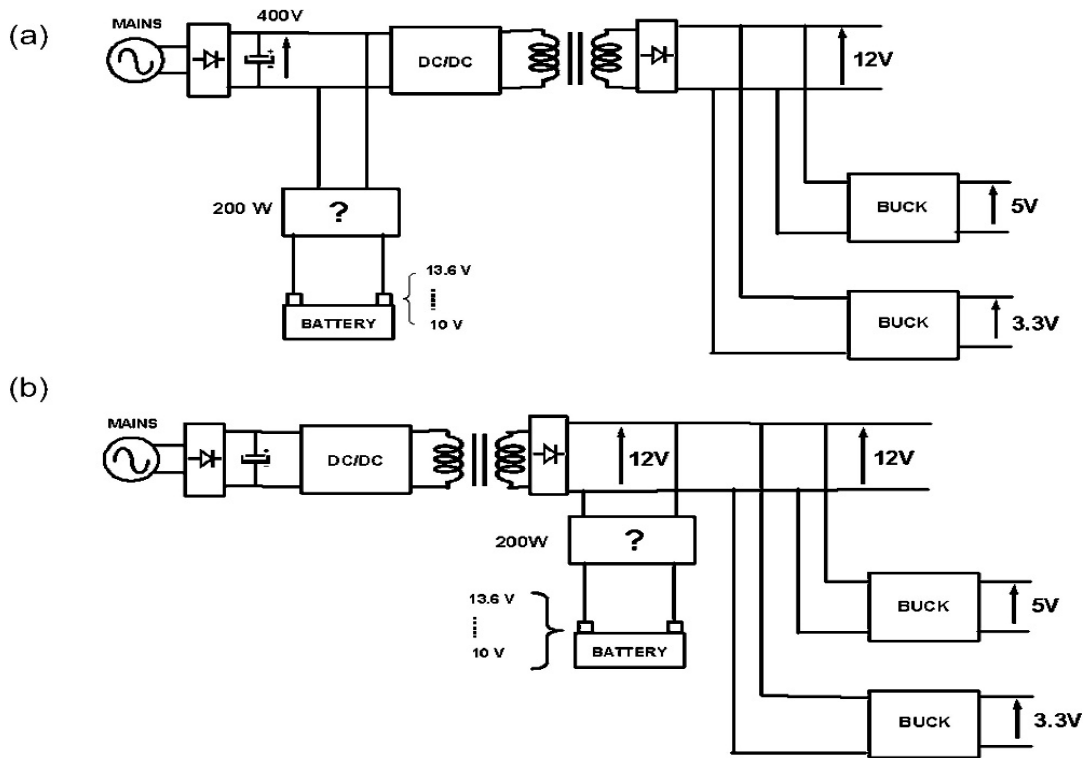 (a)
MAINS
400V
DC/DC
12V
200 W
?
BUCK
5V
13.6 V
BATTERY
10 V
BUCK
3.3V
(b)
MAINS
DC/DC
12V
12V
200W
?
13.6 V
10 V
BATTERY
BUCK
5V
BUCK
3.3V